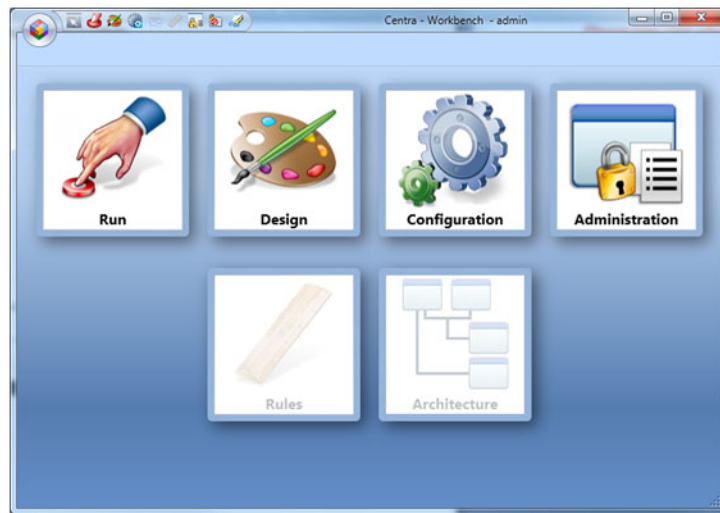 Centra - Workbench - admin
Run
Design
Configuration
Administration
Rules
Architecture